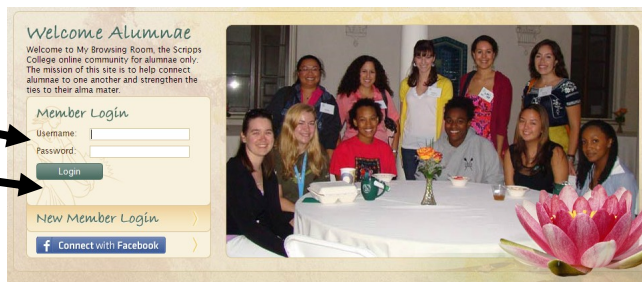 Welcome Alumnae
Welcome to My Browsing Room, the Scripps
College online community for alumnae only.
The mission of this site is to help connect
alumnae to one another and strengthen the
ties to their alma mater.
Member Login
Username:
Password:
Login
New Member Login
f Connect with Facebook